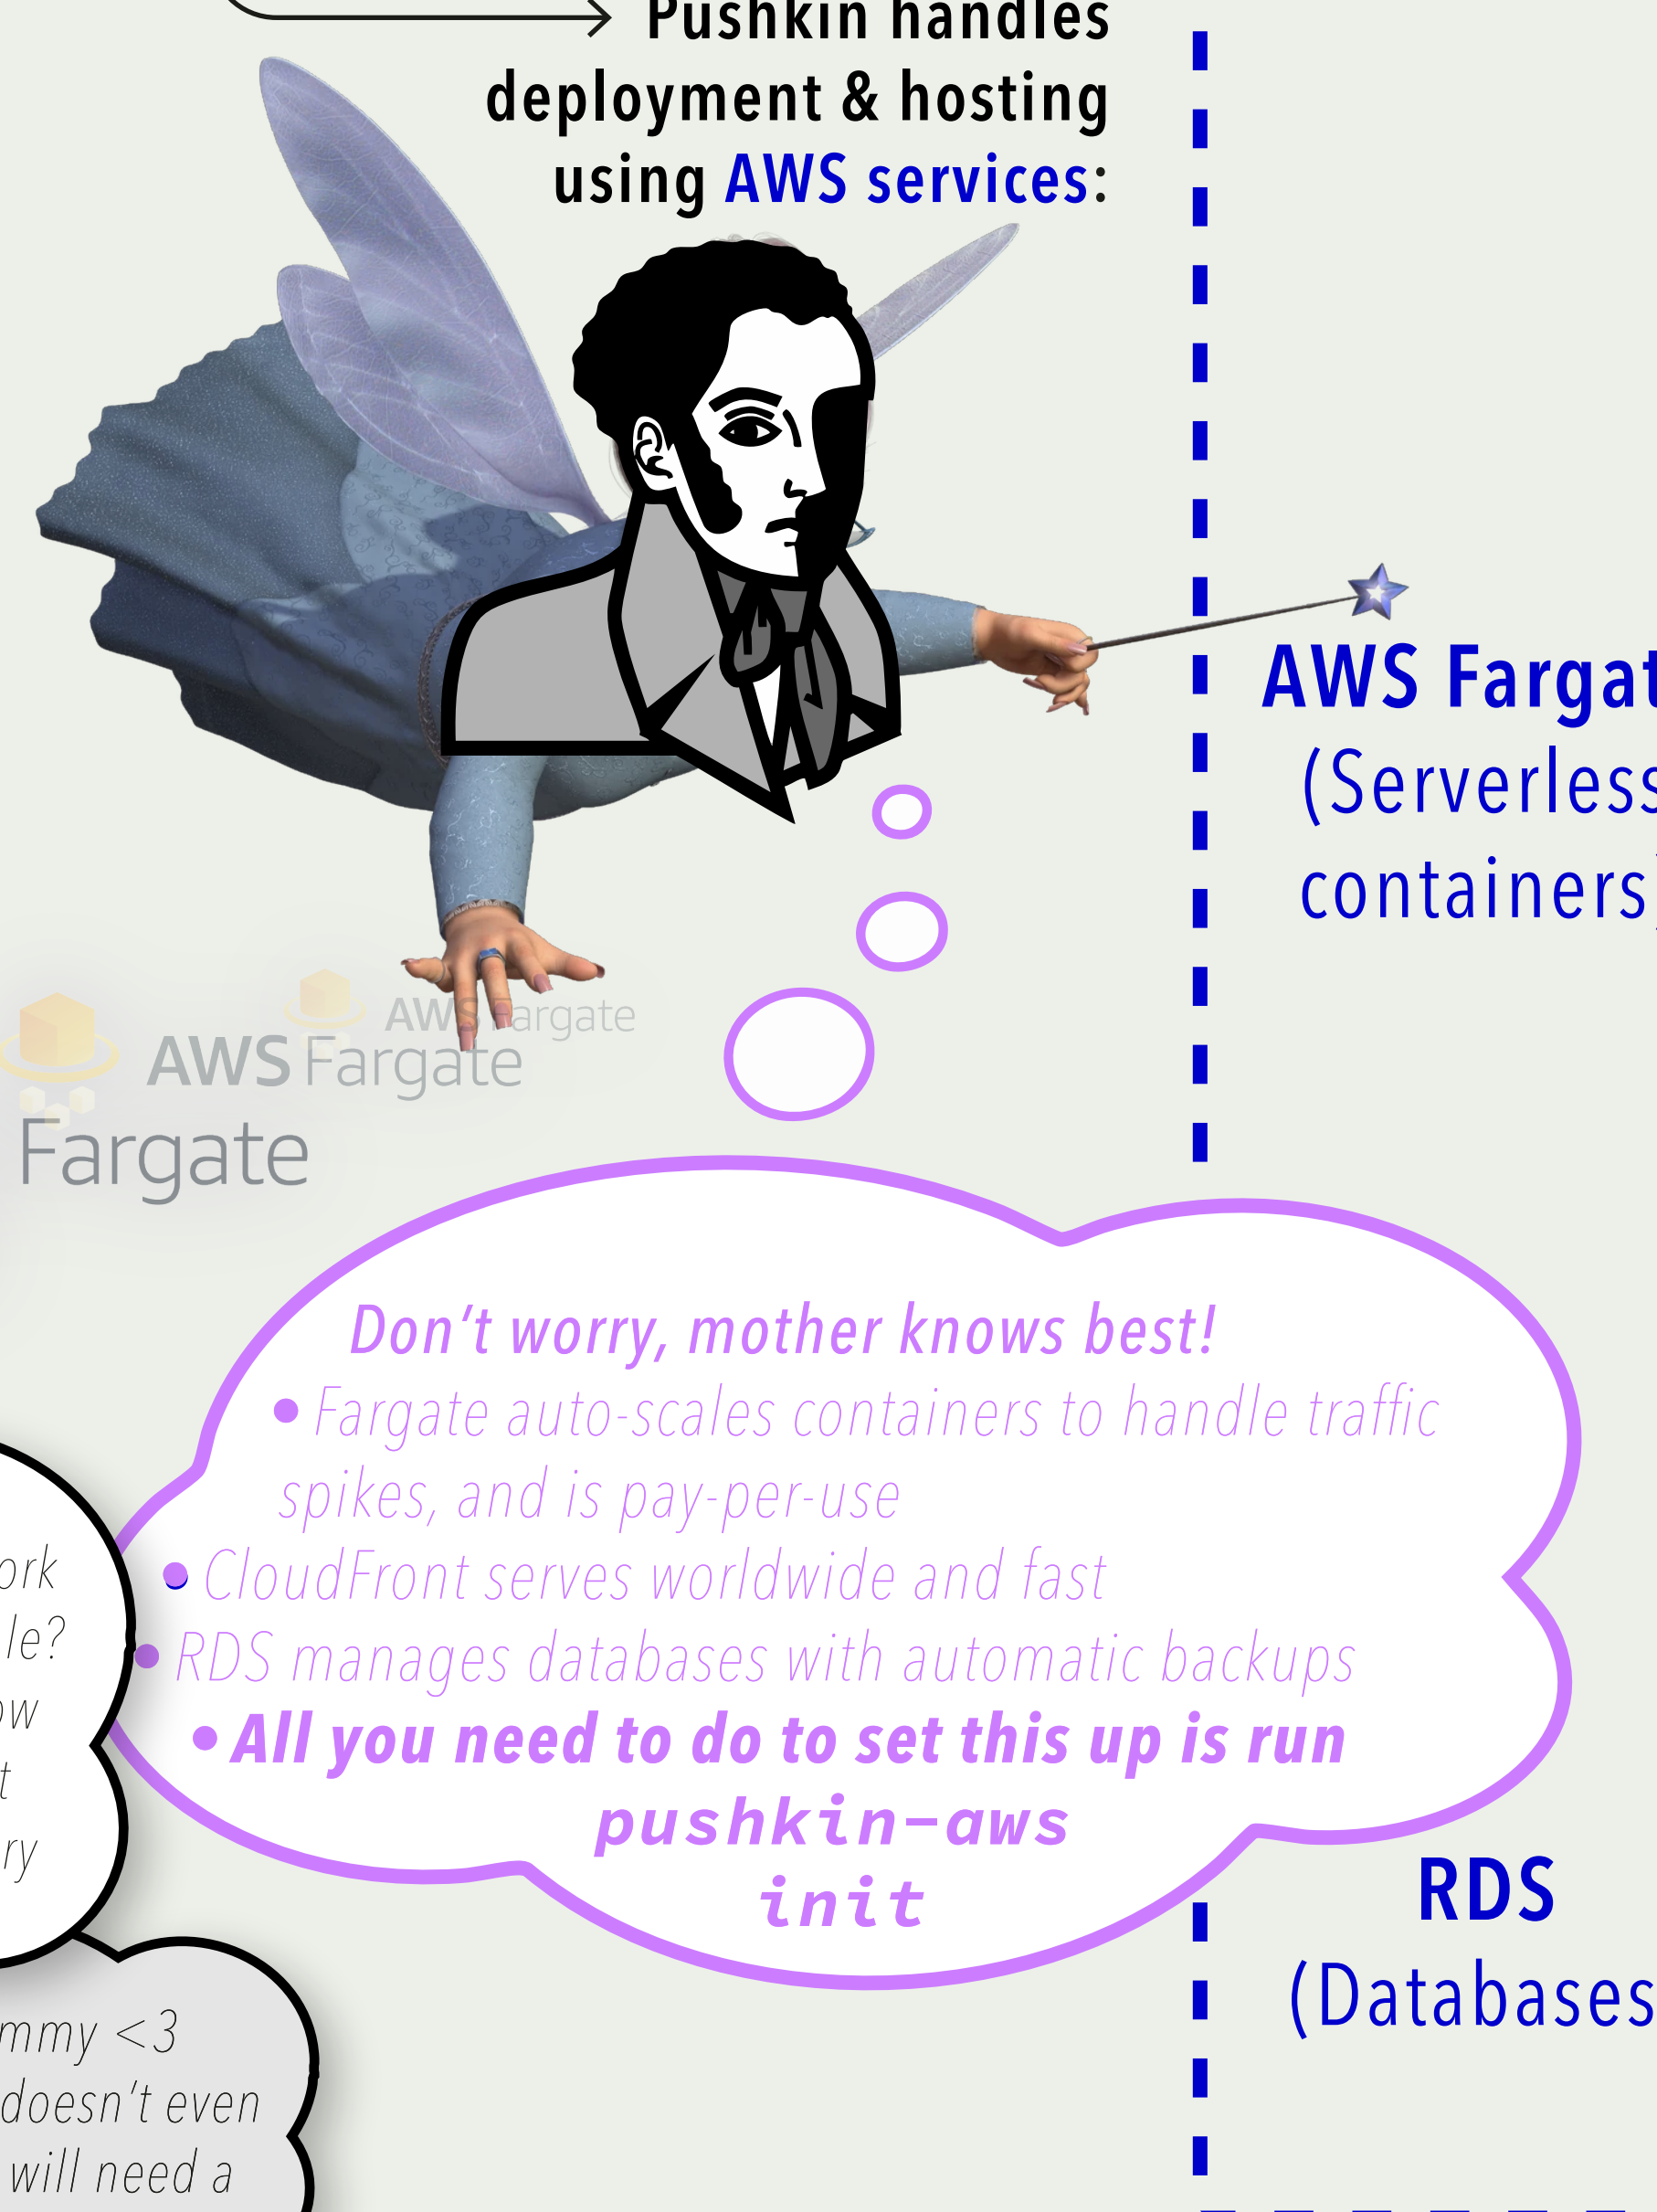 Pushkin handles
deployment & hosting
using AWS services:
AWS Fargat
(Serverless
containers)
AWS Fargate
AWS Fargate
Fargate
Don't worry, mother knows best!
• Fargate auto-scales containers to handle traffic
spikes, and is pay-per-use
• CloudFront serves worldwide and fast
• RDS manages databases with automatic backups
• All you need to do to set this up is run
pushkin-aws
init
ork
le?
ow
t
ry
RDS
(Databases
mmy <3
doesn't even
will need a